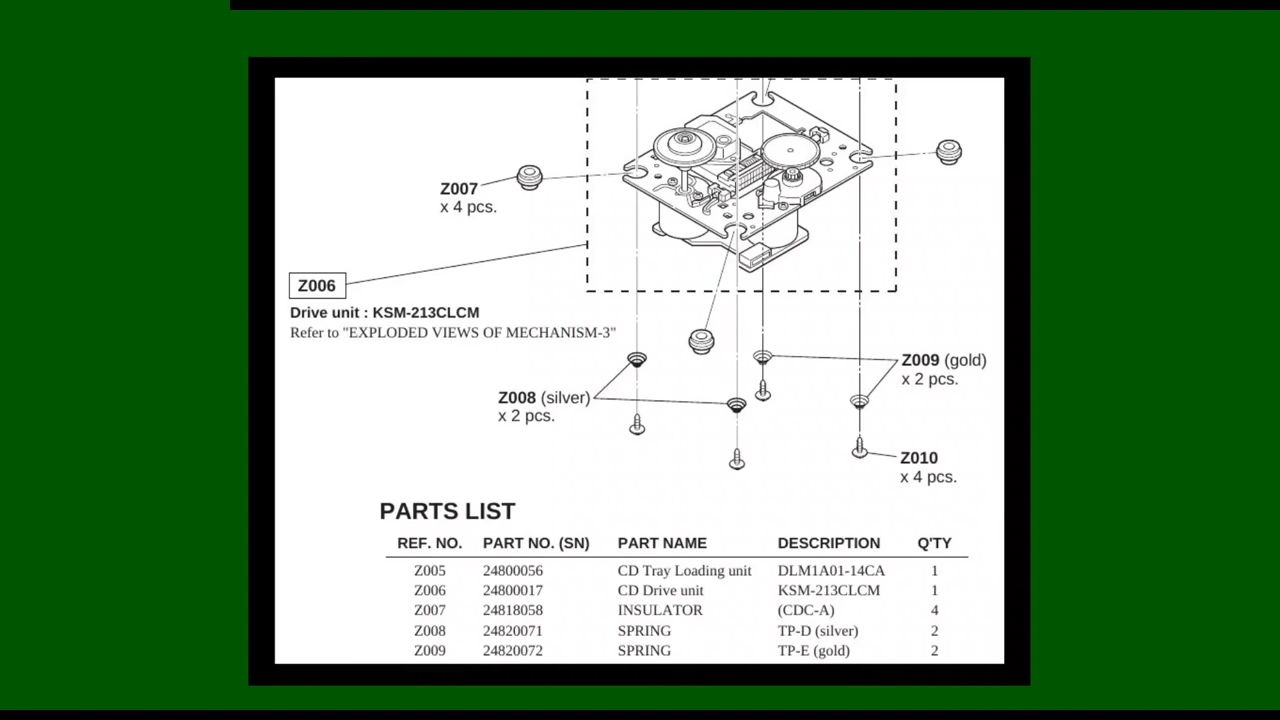 Z007
x 4 pcs.
Z006
Drive unit : KSM-213CLCM
Refer to "EXPLODED VIEWS OF MECHANISM-3"
Z009 (gold)
x 2 pcs.
Z008 (silver)
x 2 pcs.
Z010
x 4 pcs.
PARTS LIST
REF. NO. PART NO. (SN) PART NAME DESCRIPTION Q'TY
Z005 24800056 CD Tray Loading unit DLM1A01-14CA 1
Z006 24800017 CD Drive unit KSM-213CLCM 1
Z007 24818058 INSULATOR (CDC-A) 4
Z008 24820071 SPRING TP-D (silver) 2
Z009 24820072 SPRING TP-E (gold) 2